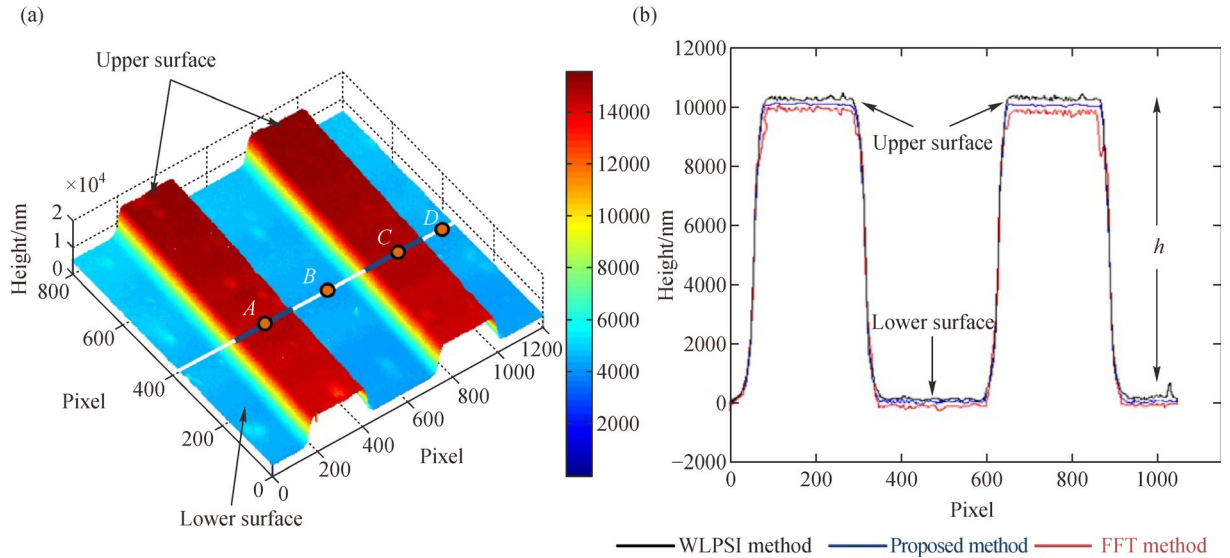 (a)
Upper surface
×10⁴
2
1
0
Height/nm
800
600
400
200
0
Pixel
0
200
400
600
800
1000
1200
Pixel
A
B
C
D
Lower surface
14000
12000
10000
8000
6000
4000
2000
(b)
12000
10000
8000
6000
4000
2000
0
−2000
Height/nm
Upper surface
Lower surface
h
0
200
400
600
800
1000
Pixel
WLPSI method
Proposed method
FFT method